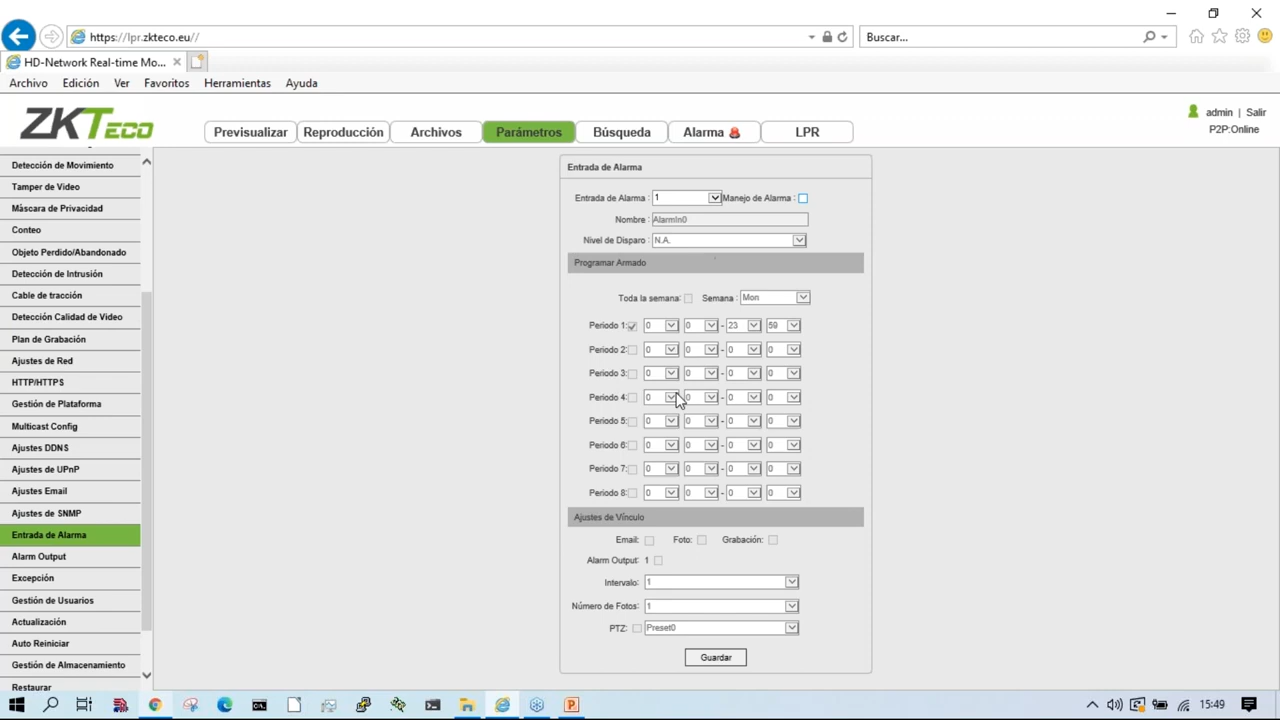 https://lpr.zkteco.eu//
Buscar...
HD-Network Real-time Mo...
Archivo Edición Ver Favoritos Herramientas Ayuda
ZKTeco
Previsualizar Reproducción Archivos Parámetros Búsqueda Alarma LPR
admin | Salir
P2P:Online
Detección de Movimiento
Tamper de Video
Máscara de Privacidad
Conteo
Objeto Perdido/Abandonado
Detección de Intrusión
Cable de tracción
Detección Calidad de Video
Plan de Grabación
Ajustes de Red
HTTP/HTTPS
Gestión de Plataforma
Multicast Config
Ajustes DDNS
Ajustes de UPnP
Ajustes Email
Ajustes de SNMP
Entrada de Alarma
Alarm Output
Excepción
Gestión de Usuarios
Actualización
Auto Reiniciar
Gestión de Almacenamiento
Restaurar
Entrada de Alarma
Entrada de Alarma : 1 Manejo de Alarma :
Nombre : AlarmIn0
Nivel de Disparo : N.A.
Programar Armado
Toda la semana: Semana : Mon
Periodo 1: 0 0 - 23 59
Periodo 2: 0 0 - 0 0
Periodo 3: 0 0 - 0 0
Periodo 4: 0 0 - 0 0
Periodo 5: 0 0 - 0 0
Periodo 6: 0 0 - 0 0
Periodo 7: 0 0 - 0 0
Periodo 8: 0 0 - 0 0
Ajustes de Vínculo
Email: Foto: Grabación:
Alarm Output: 1
Intervalo: 1
Número de Fotos: 1
PTZ: Preset0
Guardar
15:49